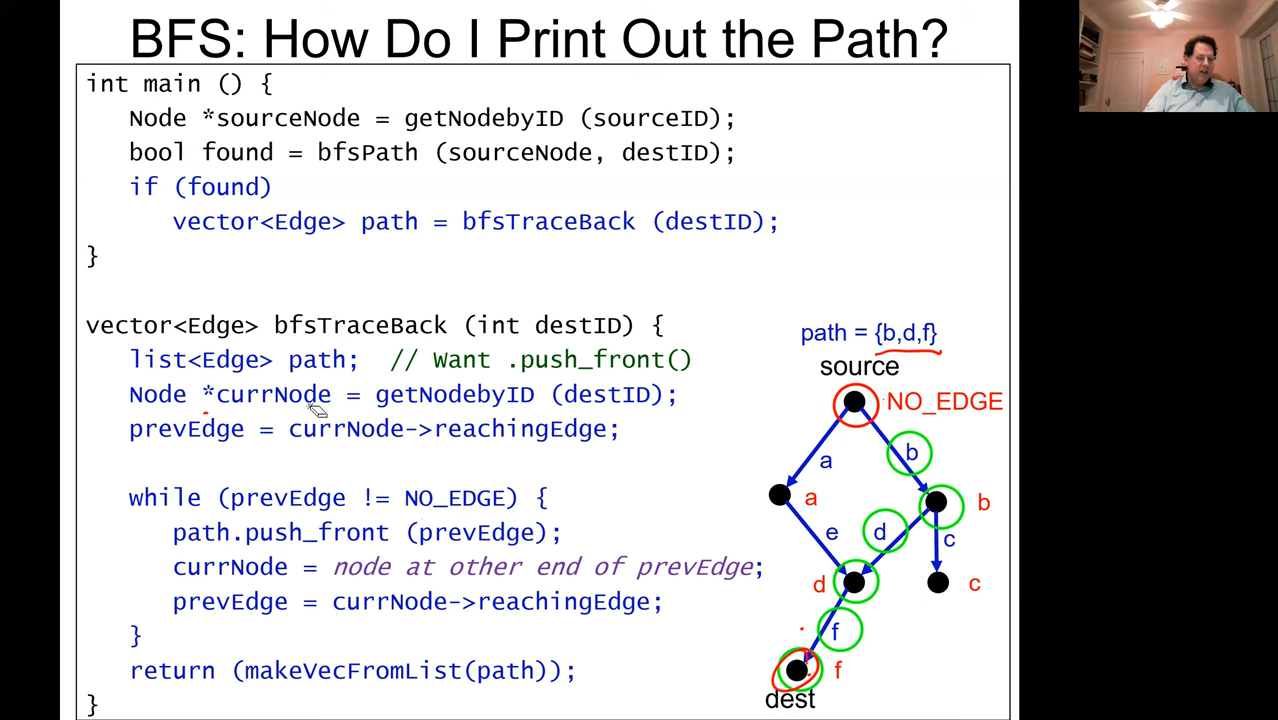 BFS: How Do I Print Out the Path?
int main () {
Node *sourceNode = getNodebyID (sourceID);
bool found = bfsPath (sourceNode, destID);
if (found)
vector<Edge> path = bfsTraceBack (destID);
}
vector<Edge> bfsTraceBack (int destID) {
list<Edge> path; // Want .push_front()
Node *currNode = getNodebyID (destID);
prevEdge = currNode->reachingEdge;
while (prevEdge != NO_EDGE) {
path.push_front (prevEdge);
currNode = node at other end of prevEdge;
prevEdge = currNode->reachingEdge;
}
return (makeVecFromList(path));
}
path = {b,d,f}
source
NO_EDGE
a
b
a
b
e
d
c
d
c
f
f
dest